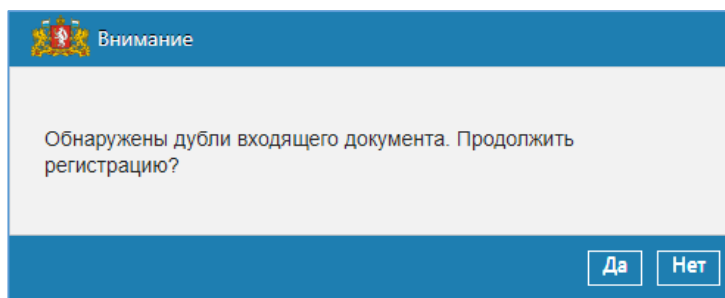 Внимание
Обнаружены дубли входящего документа. Продолжить
регистрацию?
Да Нет